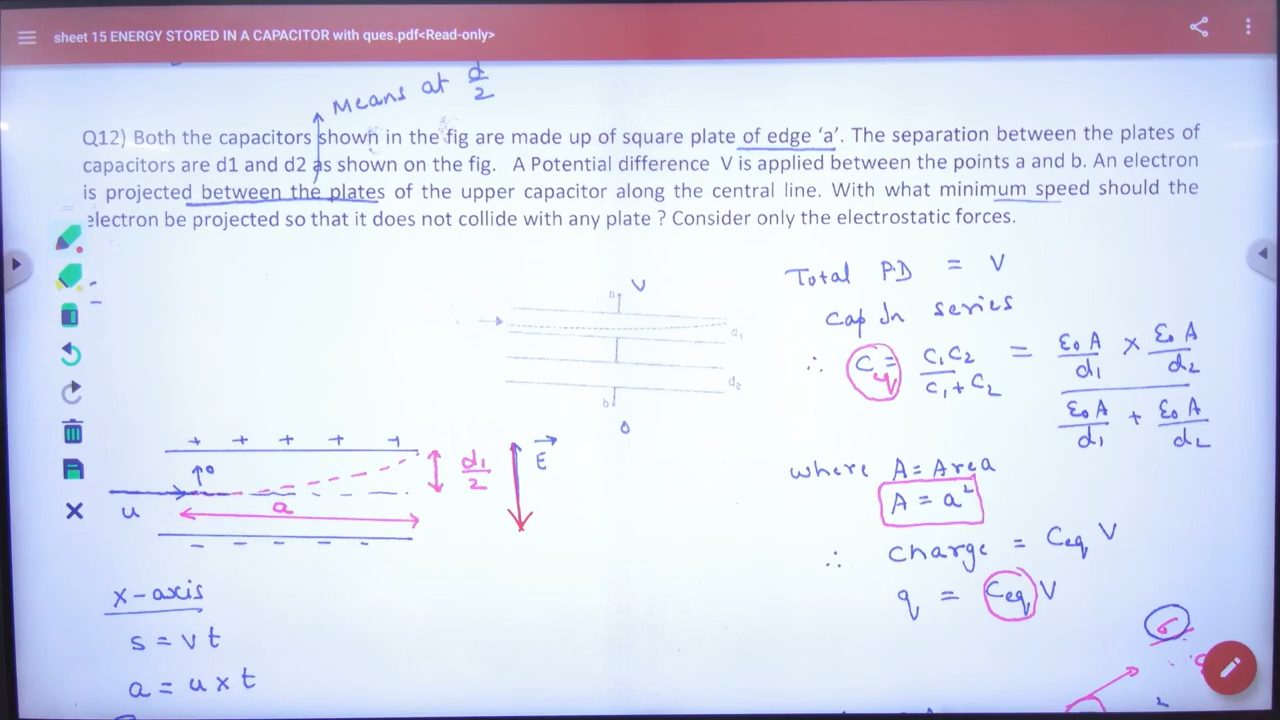 sheet 15 ENERGY STORED IN A CAPACITOR with ques.pdf<Read-only>
Means at d/2
Q12) Both the capacitors shown in the fig are made up of square plate of edge 'a'. The separation between the plates of
capacitors are d1 and d2 as shown on the fig. A Potential difference V is applied between the points a and b. An electron
is projected between the plates of the upper capacitor along the central line. With what minimum speed should the
electron be projected so that it does not collide with any plate ? Consider only the electrostatic forces.
V
a
d₁
d₂
b
0
Total PD = V
Cap In series
∴ Ceq = C₁C₂/C₁+C₂ = ε₀A/d₁ × ε₀A/d₂ / ε₀A/d₁ + ε₀A/d₂
where A = Area
A = a²
∴ charge = Ceq V
q = Ceq V
σ
+ + + + +
d₁/2
E
u
a
- - - - -
x-axis
s = vt
a = u x t